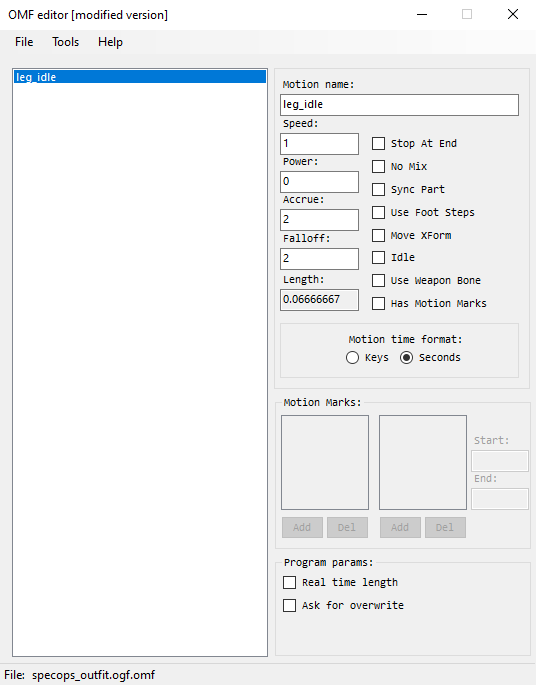 OMF editor [modified version]
File Tools Help
leg_idle
Motion name:
leg_idle
Speed:
1
Power:
0
Accrue:
2
Falloff:
2
Length:
0.06666667
Stop At End
No Mix
Sync Part
Use Foot Steps
Move XForm
Idle
Use Weapon Bone
Has Motion Marks
Motion time format:
Keys Seconds
Motion Marks:
Start:
End:
Add Del Add Del
Program params:
Real time length
Ask for overwrite
File: specops_outfit.ogf.omf